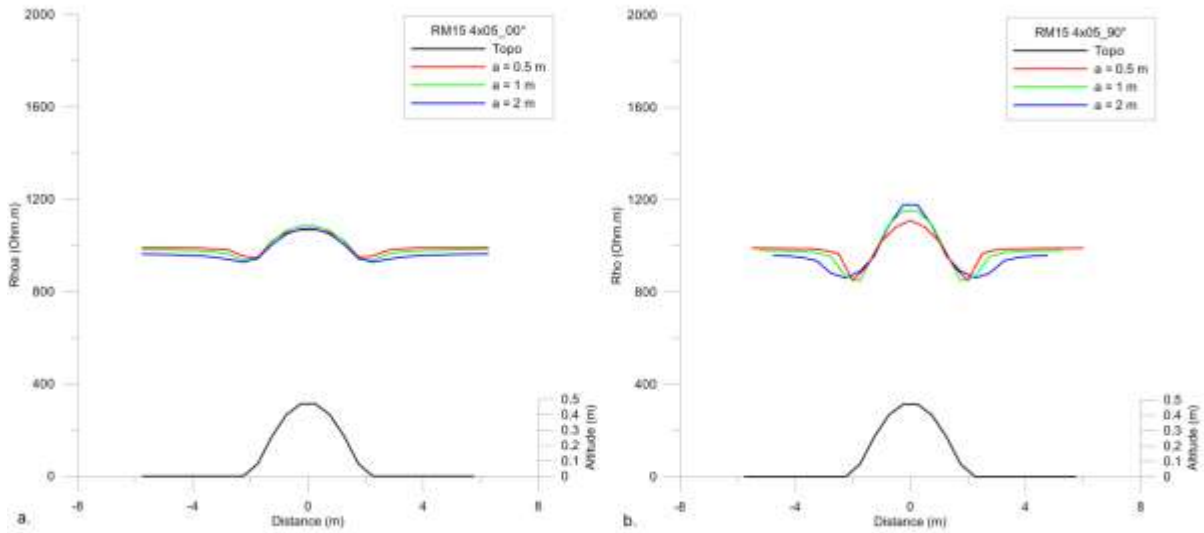 2000
1600
1200
800
400
0
Rhoa (Ohm.m)
RM15 4x05_00°
Topo
a = 0.5 m
a = 1 m
a = 2 m
0.5
0.4
0.3
0.2
0.1
0
Altitude (m)
-8
-4
0
4
8
Distance (m)
a.
2000
1600
1200
800
400
0
Rho (Ohm.m)
RM15 4x05_90°
Topo
a = 0.5 m
a = 1 m
a = 2 m
0.5
0.4
0.3
0.2
0.1
0
Altitude (m)
-8
-4
0
4
8
Distance (m)
b.